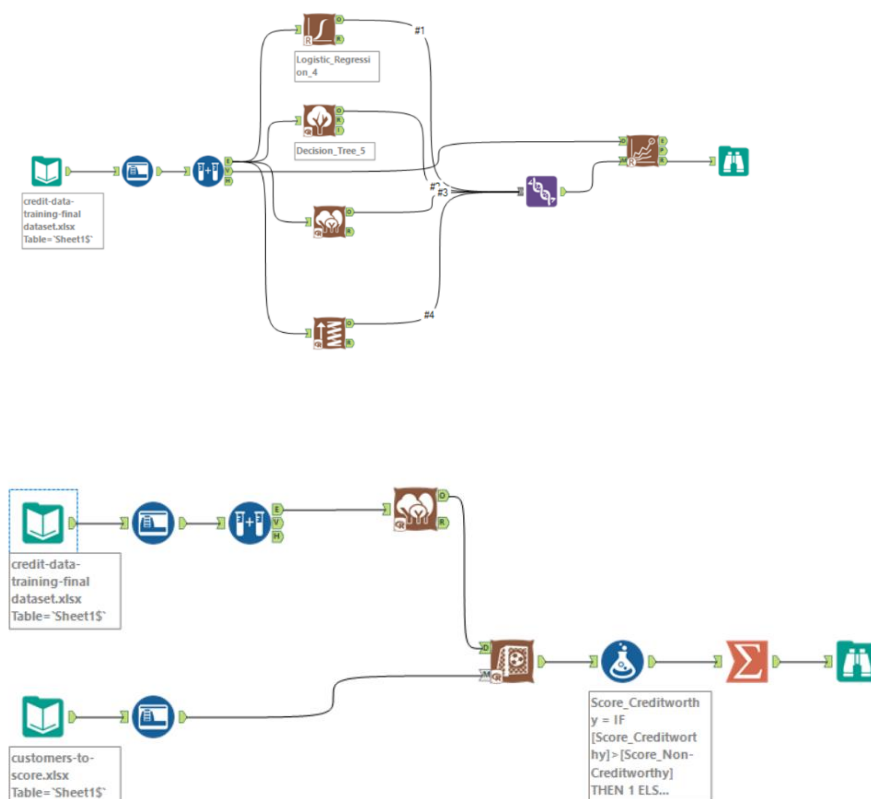 #1
Logistic_Regressi
on_4
Decision_Tree_5
#3
#4
credit-data-
training-final
dataset.xlsx
Table=`Sheet1$`
E
V
H
O
R
O
R
I
O
R
O
R
D
M
E
P
R
credit-data-
training-final
dataset.xlsx
Table=`Sheet1$`
E
V
H
O
R
D
M
customers-to-
score.xlsx
Table=`Sheet1$`
Score_Creditworth
y = IF
[Score_Creditwort
hy]>[Score_Non-
Creditworthy]
THEN 1 ELS...